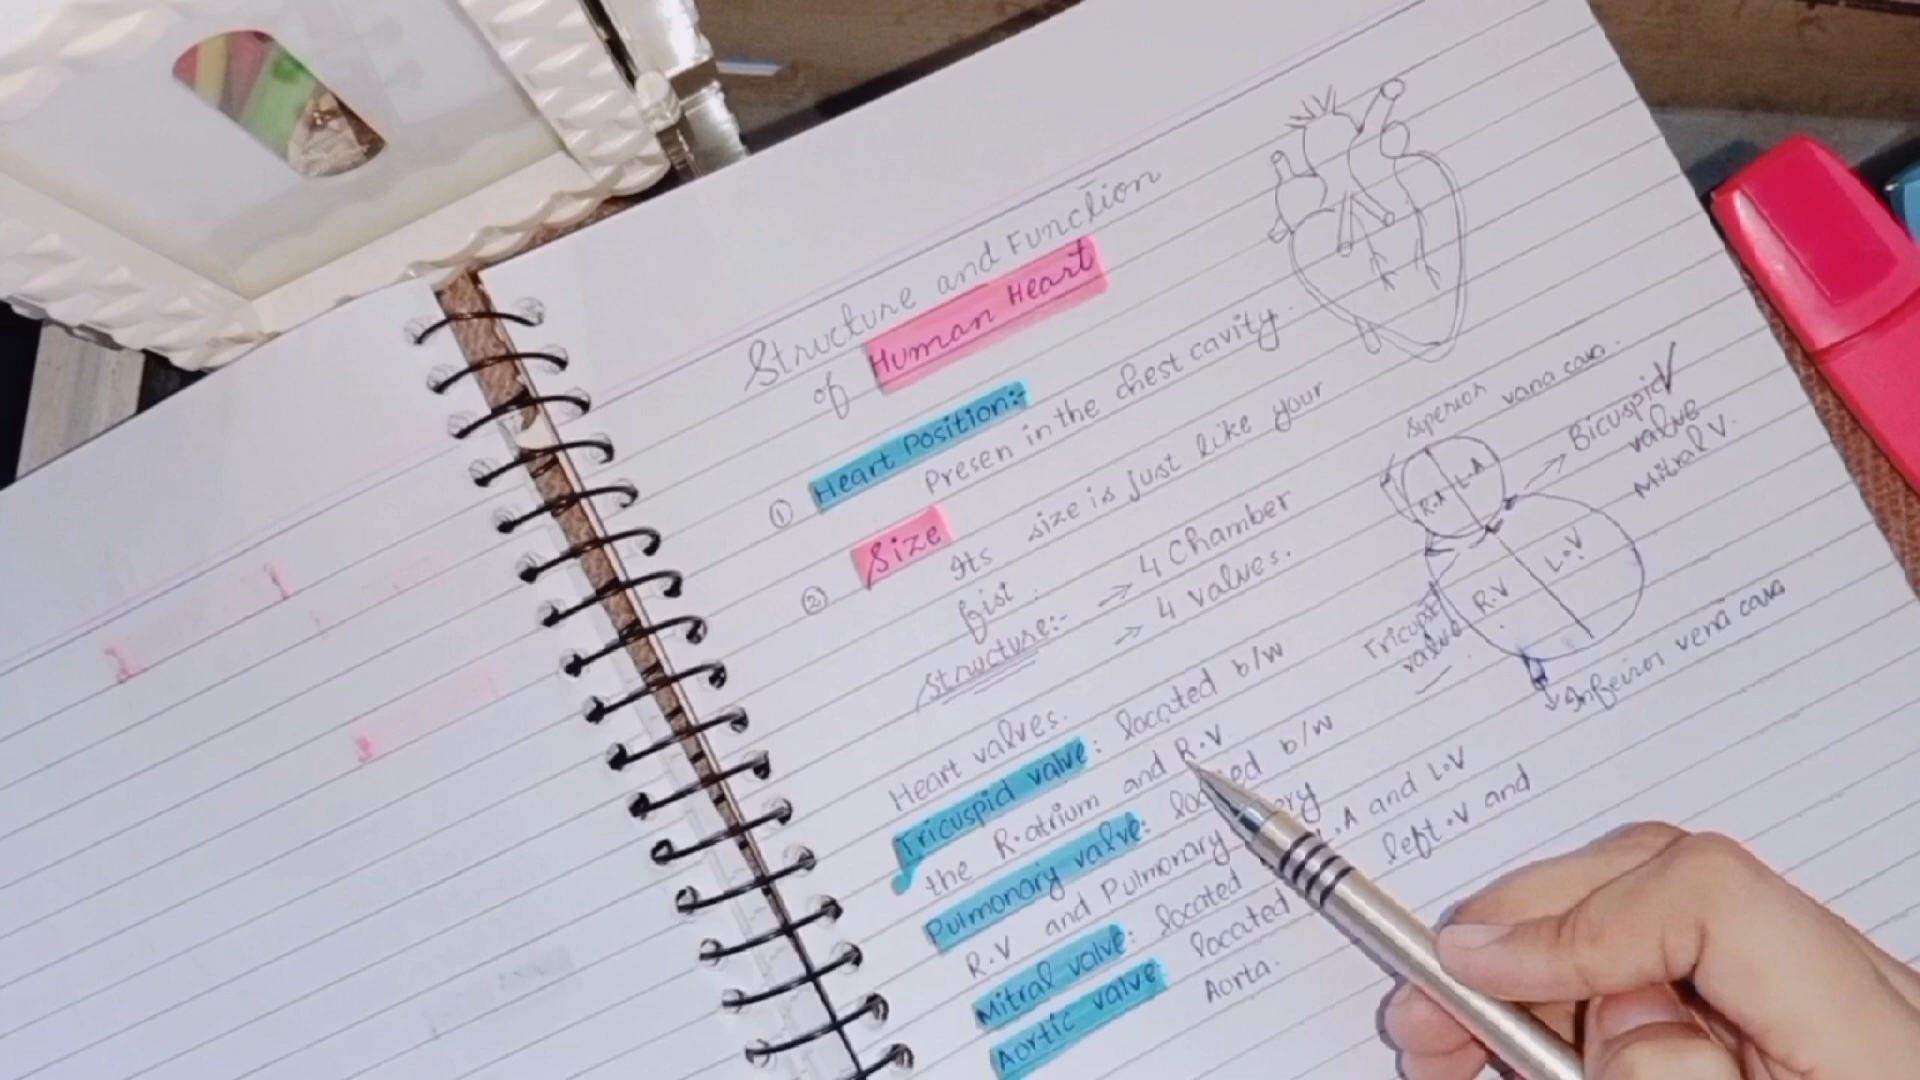 Structure and Function
of Human Heart
① Heart Position:-
Presen in the chest cavity.
② Size
Its size is just like your
fist.
Structure:- → 4 Chamber
→ 4 valves.
Heart valves.
Tricuspid valve: located b/w
the R.atrium and R.V
Pulmonary valve: located b/w
R.V and Pulmonary
Mitral valve: located L.A and L.V
Aortic valve located left.V and
Aorta.
Superior vana cava.
Bicuspid
valve
Mitral V.
R.A L.A
R.V L.V
Tricuspid
valve
Infeiror vena cava